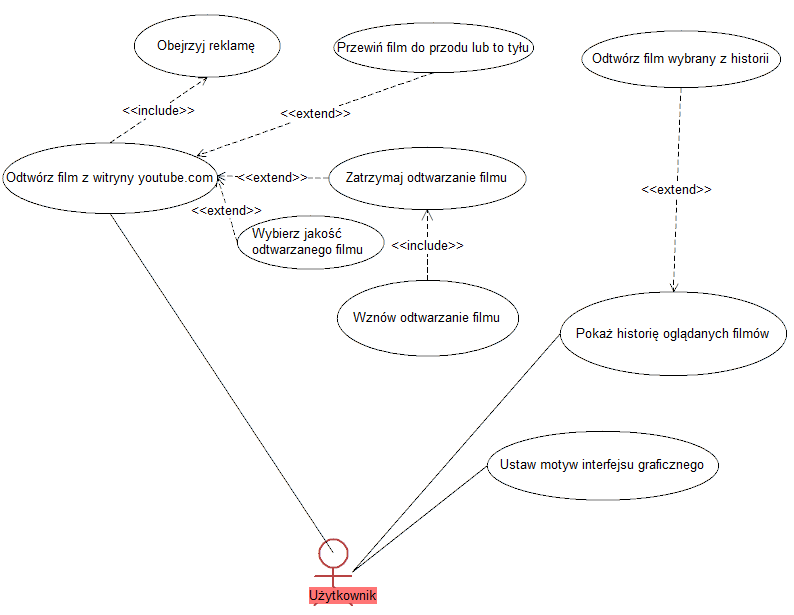 Obejrzyj reklamę
Przewiń film do przodu lub to tyłu
Odtwórz film wybrany z historii
<<include>>
<<extend>>
Odtwórz film z witryny youtube.com
<<extend>>
Zatrzymaj odtwarzanie filmu
<<extend>>
<<extend>>
Wybierz jakość
odtwarzanego filmu
<<include>>
Wznów odtwarzanie filmu
Pokaż historię oglądanych filmów
Ustaw motyw interfejsu graficznego
Użytkownik